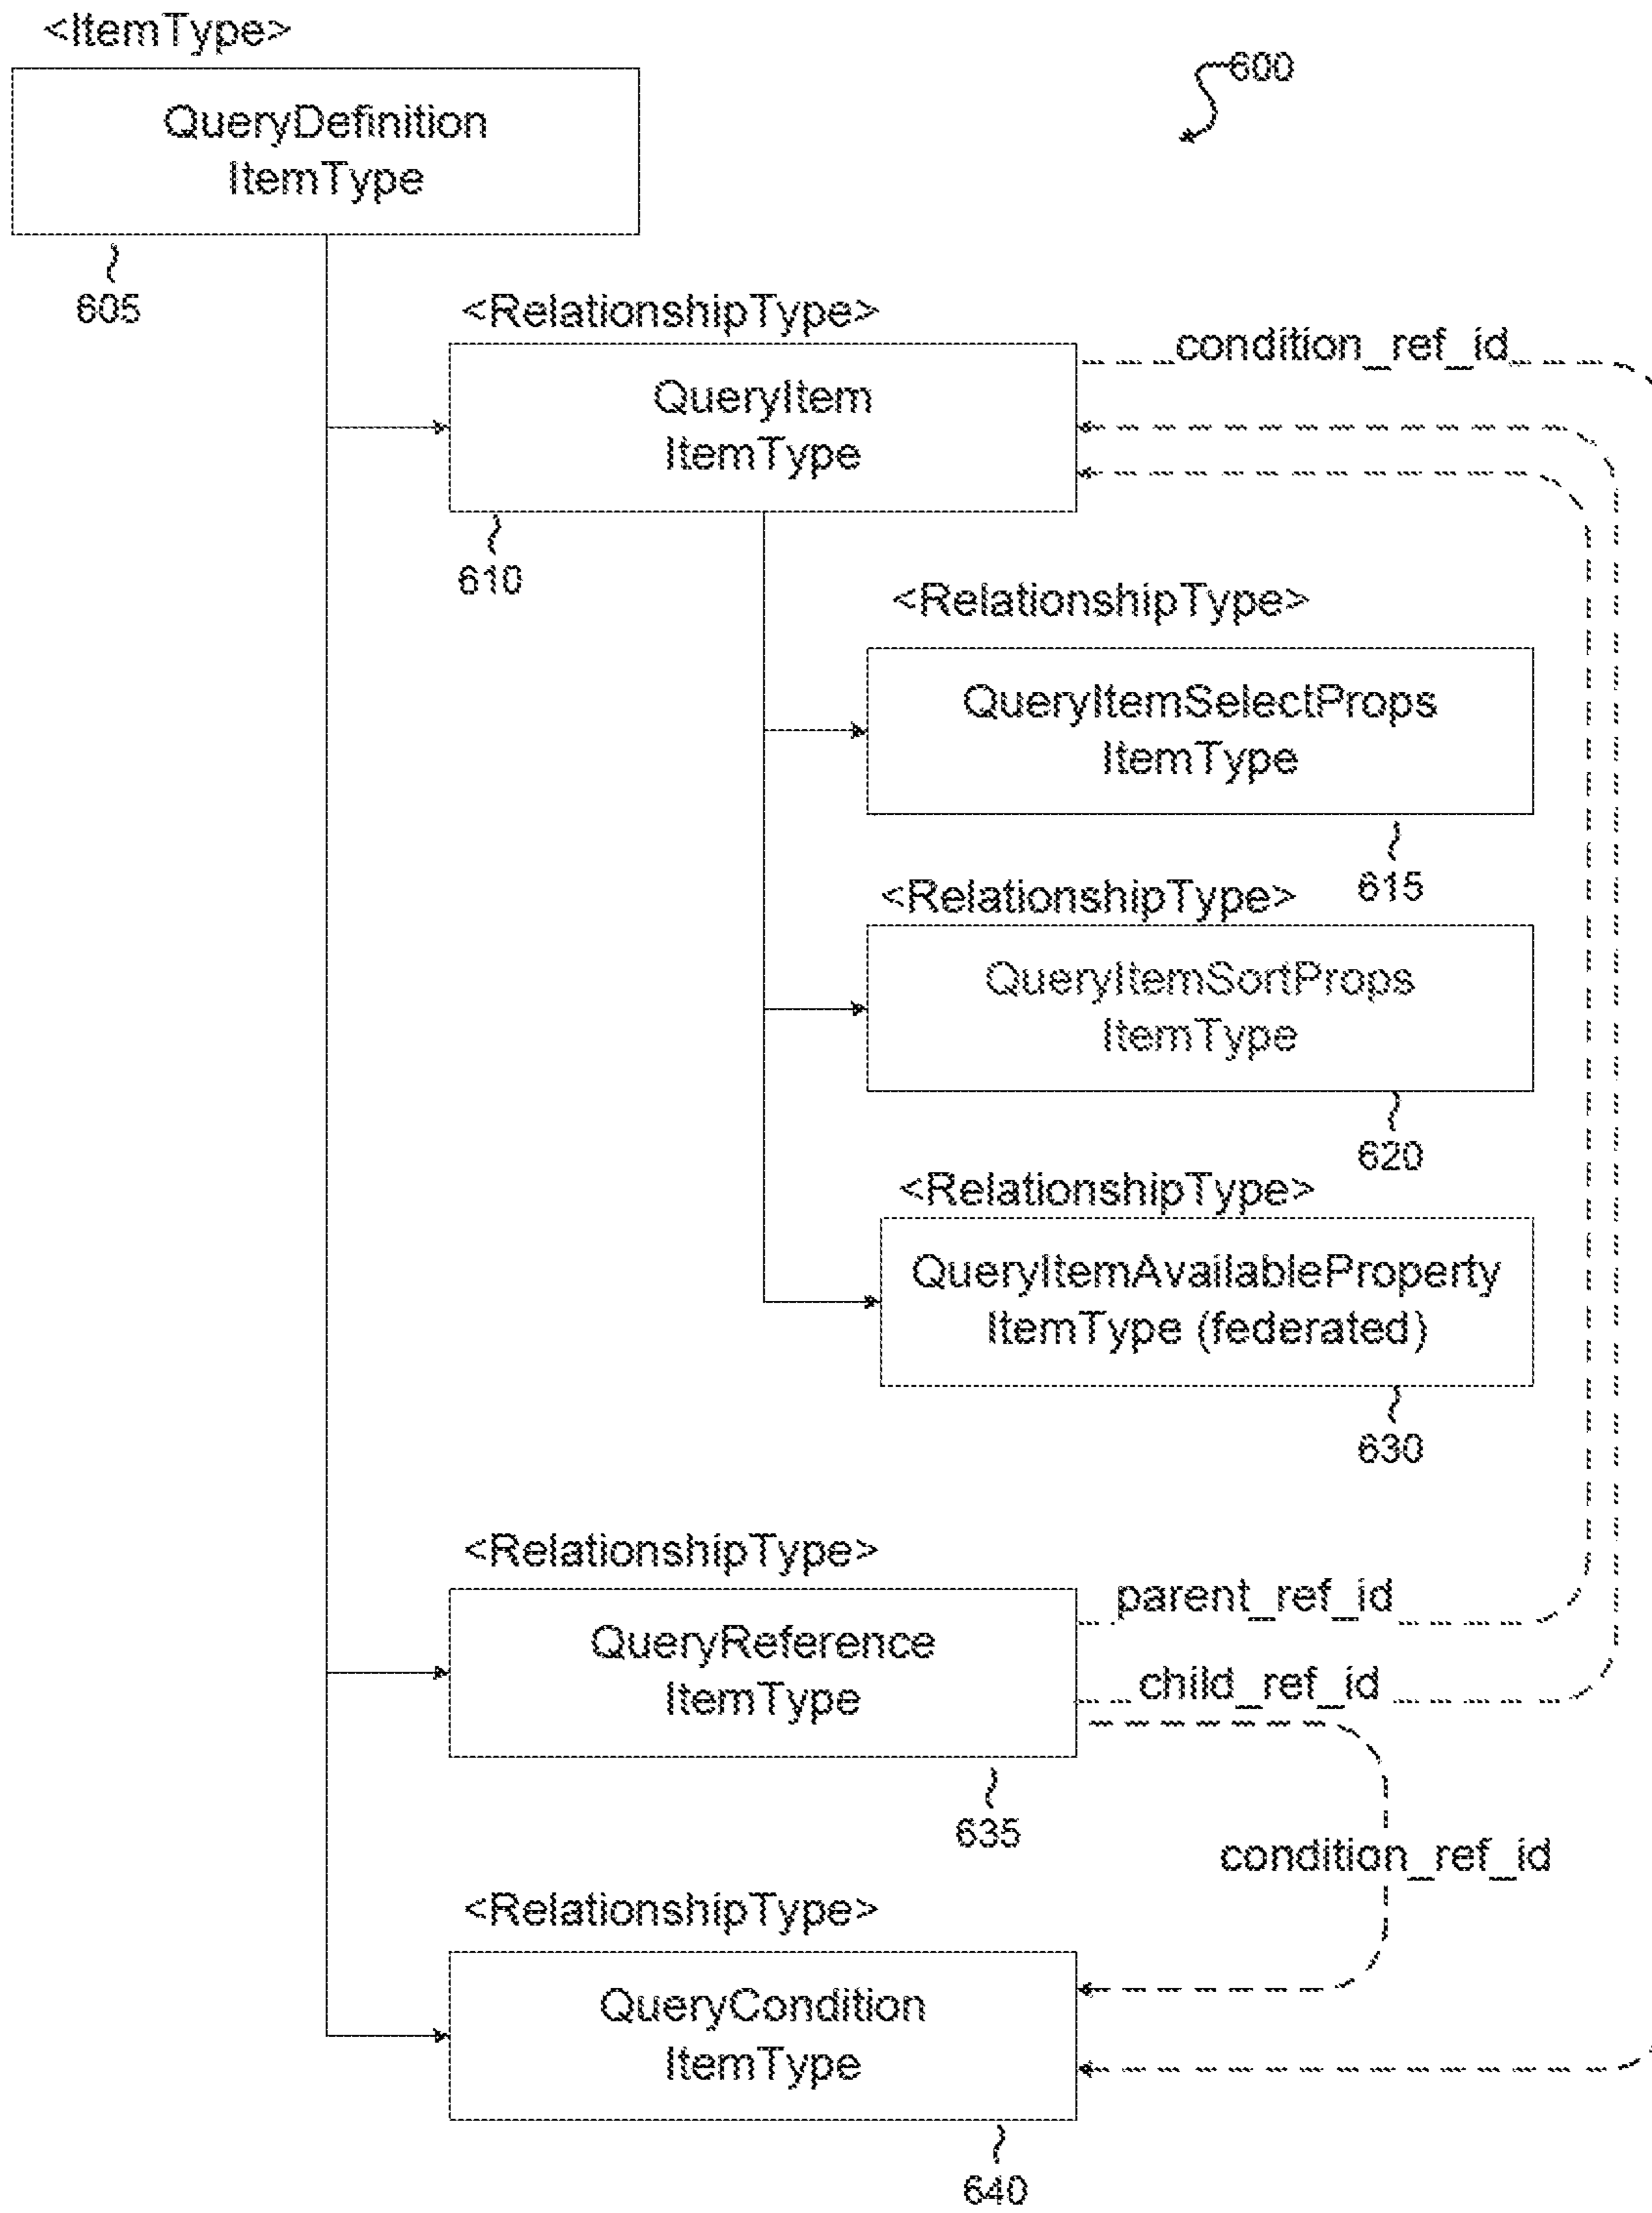 <ItemType>
600
QueryDefinition
ItemType
605
<RelationshipType>
condition_ref_id
QueryItem
ItemType
610
<RelationshipType>
QueryItemSelectProps
ItemType
615
<RelationshipType>
QueryItemSortProps
ItemType
620
<RelationshipType>
QueryItemAvailableProperty
ItemType (federated)
630
<RelationshipType>
parent_ref_id
QueryReference
ItemType
child_ref_id
635
condition_ref_id
<RelationshipType>
QueryCondition
ItemType
640